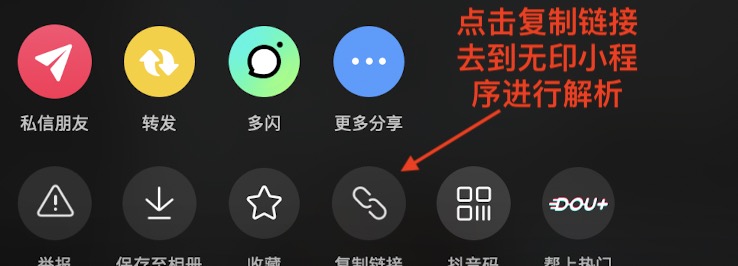 点击复制链接
去到无印小程
序进行解析
私信朋友
转发
多闪
更多分享
DOU+
举报
保存至相册
收藏
复制链接
抖音码
帮上热门